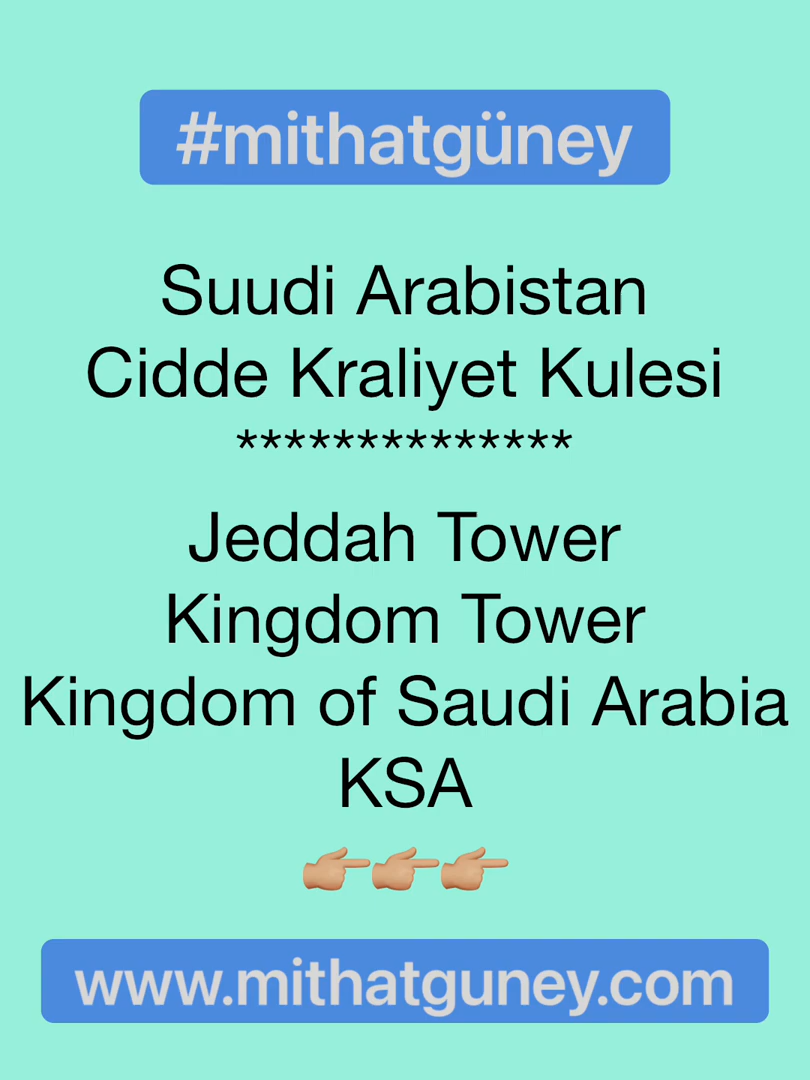 #mithatgüney
Suudi Arabistan
Cidde Kraliyet Kulesi
**************
Jeddah Tower
Kingdom Tower
Kingdom of Saudi Arabia
KSA
👉🏼👉🏼👉🏼
www.mithatguney.com